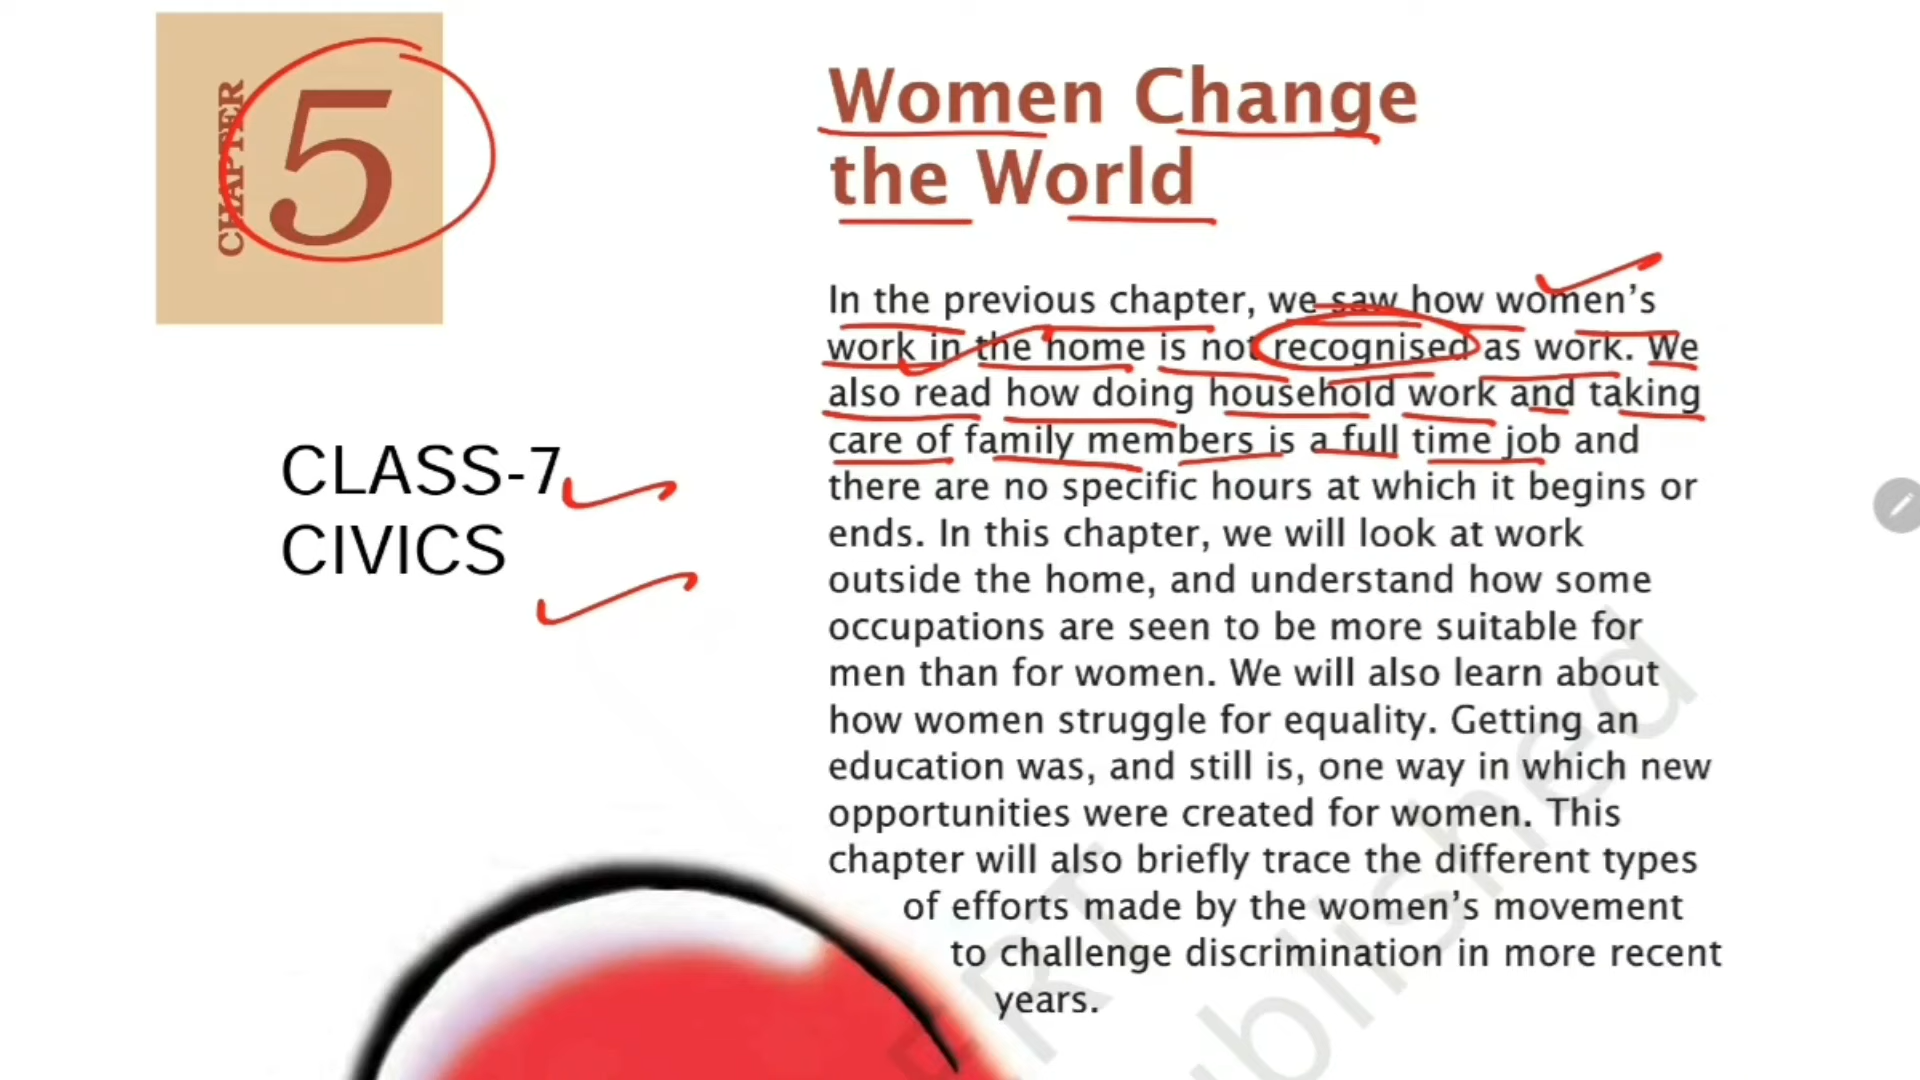 CHAPTER
5
Women Change
the World
In the previous chapter, we saw how women’s
work in the home is not recognised as work. We
also read how doing household work and taking
care of family members is a full time job and
there are no specific hours at which it begins or
ends. In this chapter, we will look at work
outside the home, and understand how some
occupations are seen to be more suitable for
men than for women. We will also learn about
how women struggle for equality. Getting an
education was, and still is, one way in which new
opportunities were created for women. This
chapter will also briefly trace the different types
of efforts made by the women’s movement
to challenge discrimination in more recent
years.
CLASS-7
CIVICS